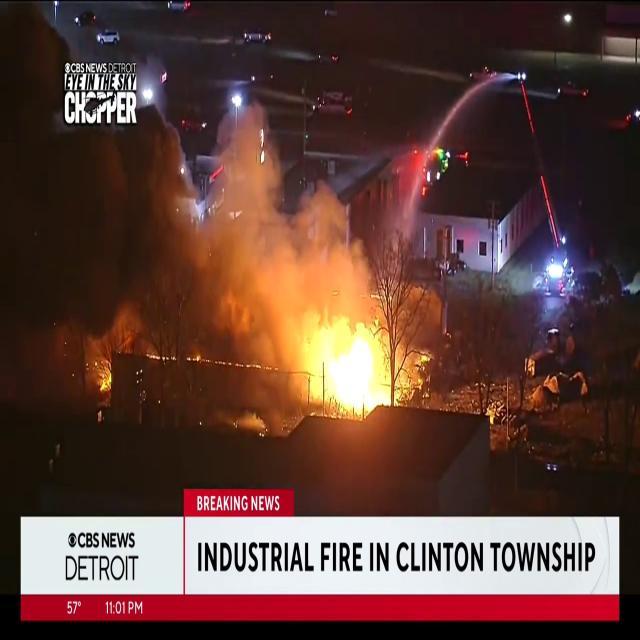 CBS NEWS DETROIT
EYE IN THE SKY
CHOPPER
BREAKING NEWS
CBS NEWS
DETROIT
INDUSTRIAL FIRE IN CLINTON TOWNSHIP
57° 11:01 PM